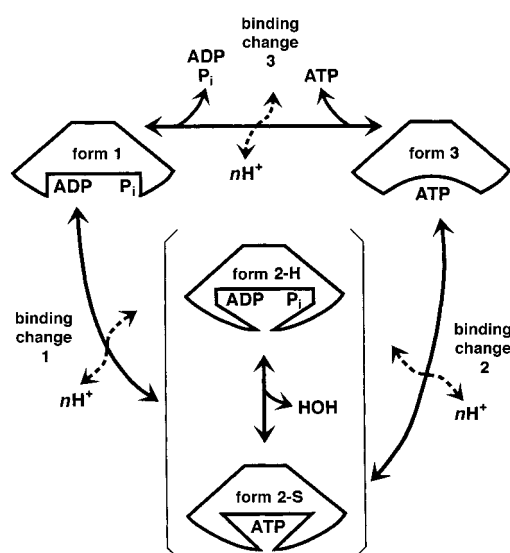 binding
change
3
ADP
Pi
ATP
nH+
form 1
ADP Pi
form 3
ATP
form 2-H
ADP Pi
binding
change
1
nH+
HOH
binding
change
2
nH+
form 2-S
ATP